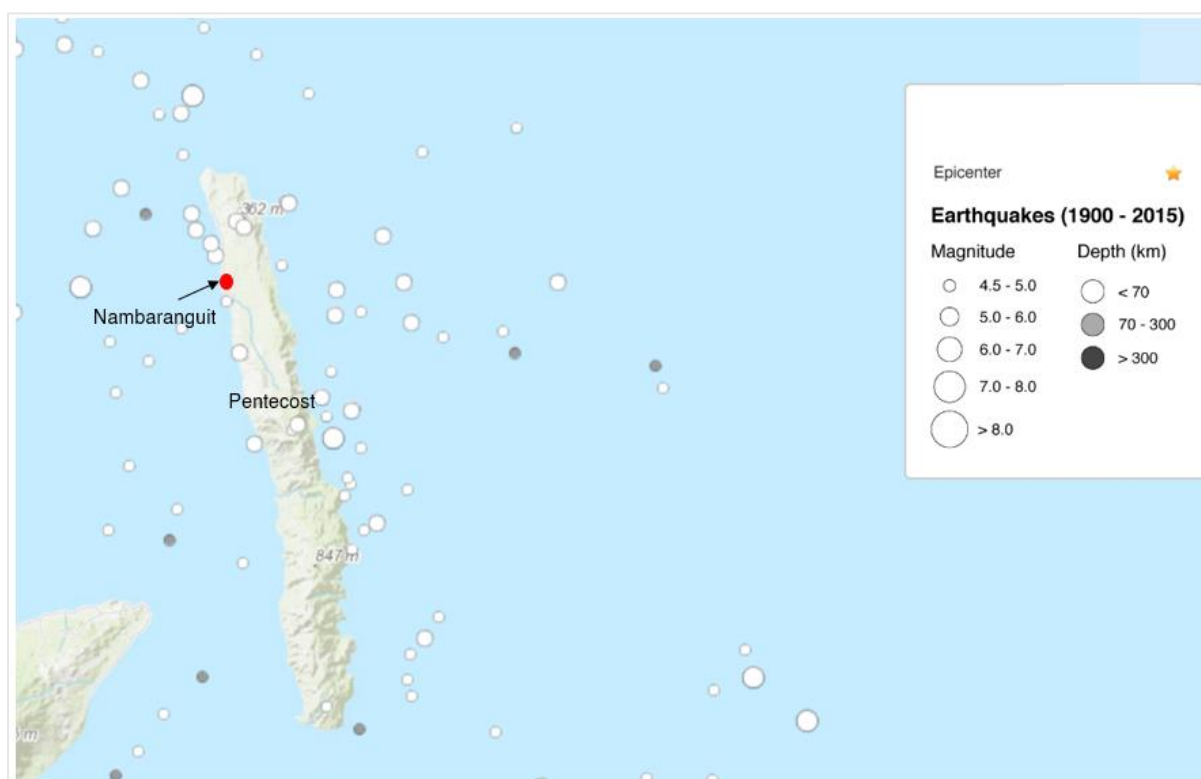 362 m
Nambaranguit
Pentecost
847 m
m
Epicenter
Earthquakes (1900 - 2015)
Magnitude
Depth (km)
4.5 - 5.0
< 70
5.0 - 6.0
70 - 300
6.0 - 7.0
> 300
7.0 - 8.0
> 8.0